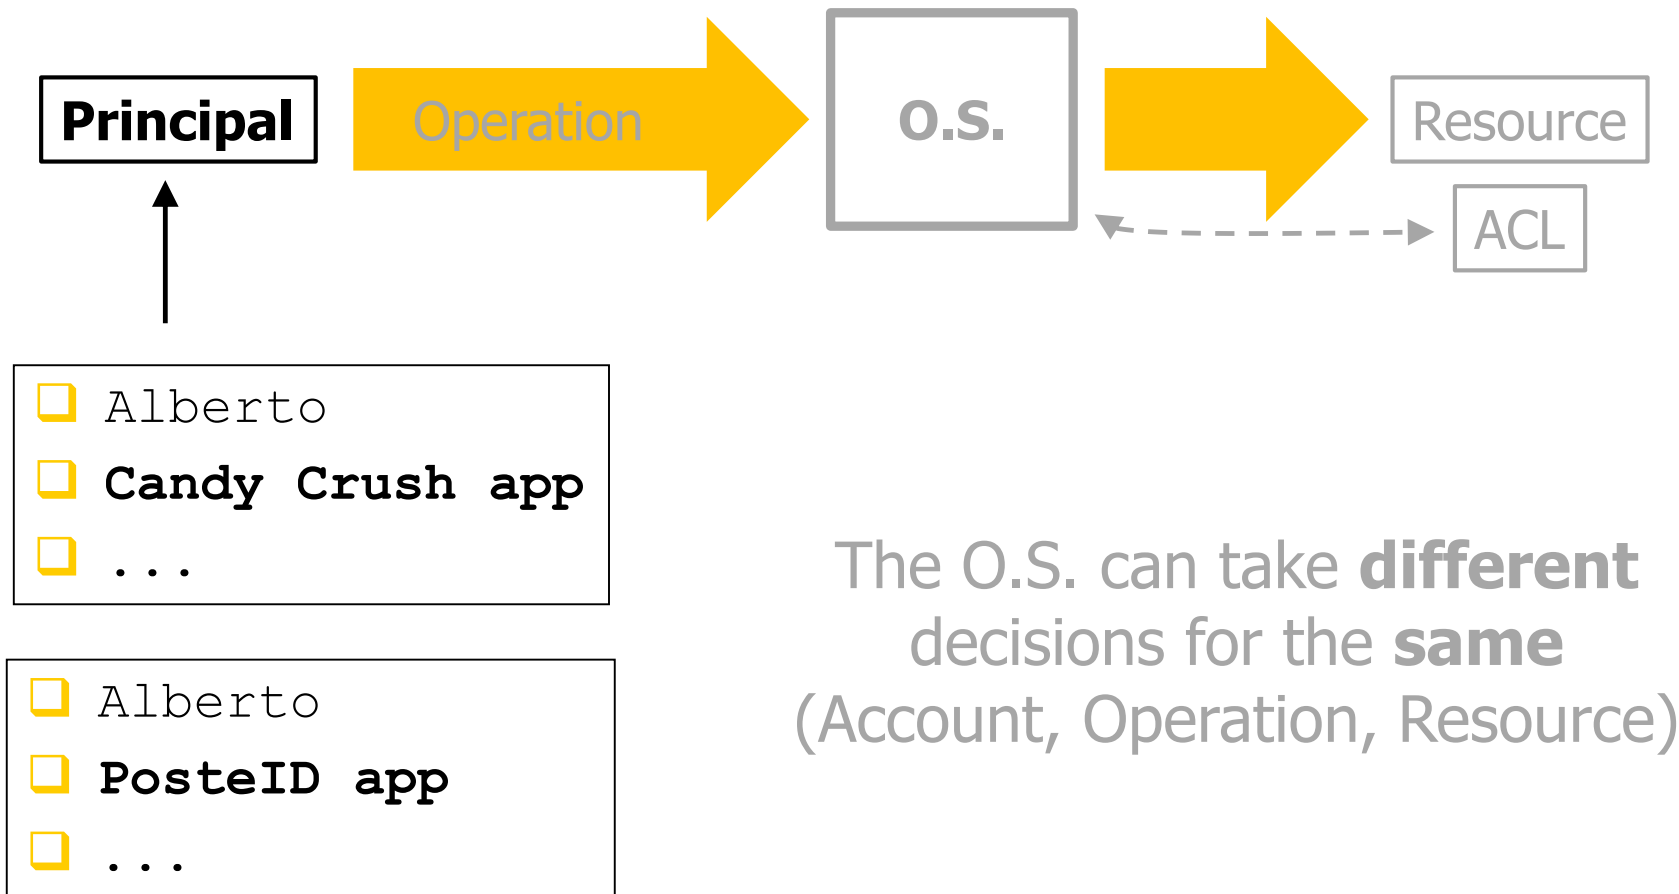 Principal
Operation
O.S.
Resource
ACL
Alberto
Candy Crush app
...
Alberto
PosteID app
...
The O.S. can take different
decisions for the same
(Account, Operation, Resource)